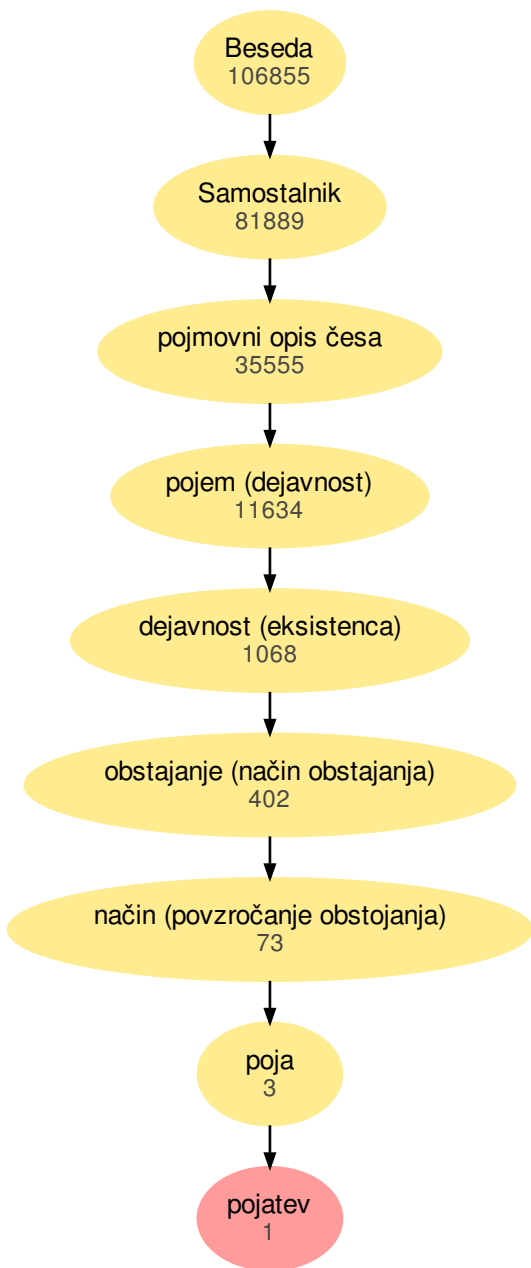 Beseda
106855
Samostalnik
81889
pojmovni opis česa
35555
pojem (dejavnost)
11634
dejavnost (eksistenca)
1068
obstajanje (način obstajanja)
402
način (povzročanje obstojanja)
73
poja
3
pojatev
1